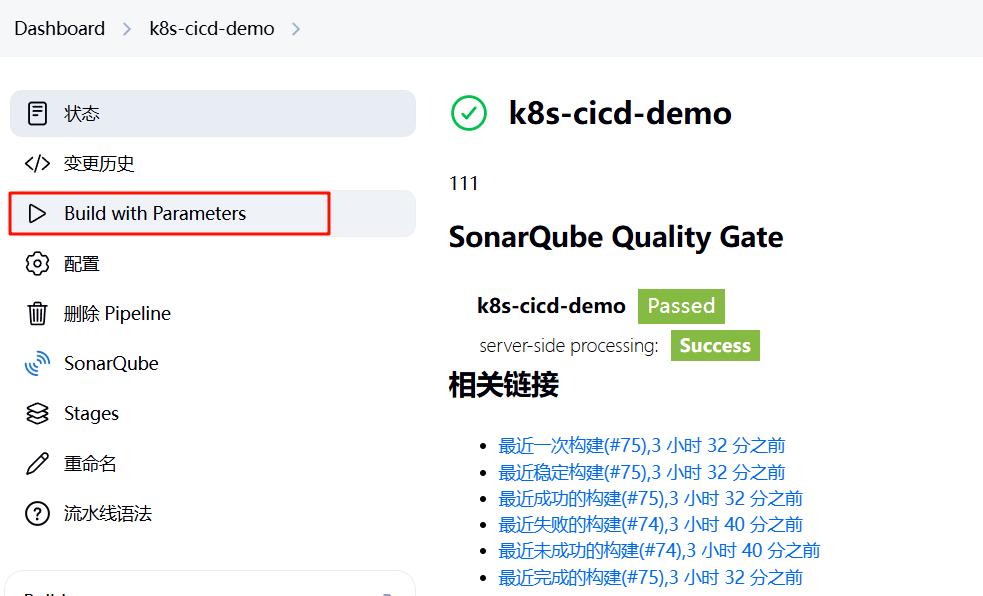 Dashboard > k8s-cicd-demo >
状态
变更历史
Build with Parameters
配置
删除 Pipeline
SonarQube
Stages
重命名
流水线语法
k8s-cicd-demo
111
SonarQube Quality Gate
k8s-cicd-demo Passed
server-side processing: Success
相关链接
最近一次构建(#75),3 小时 32 分之前
最近稳定构建(#75),3 小时 32 分之前
最近成功的构建(#75),3 小时 32 分之前
最近失败的构建(#74),3 小时 40 分之前
最近未成功的构建(#74),3 小时 40 分之前
最近完成的构建(#75),3 小时 32 分之前